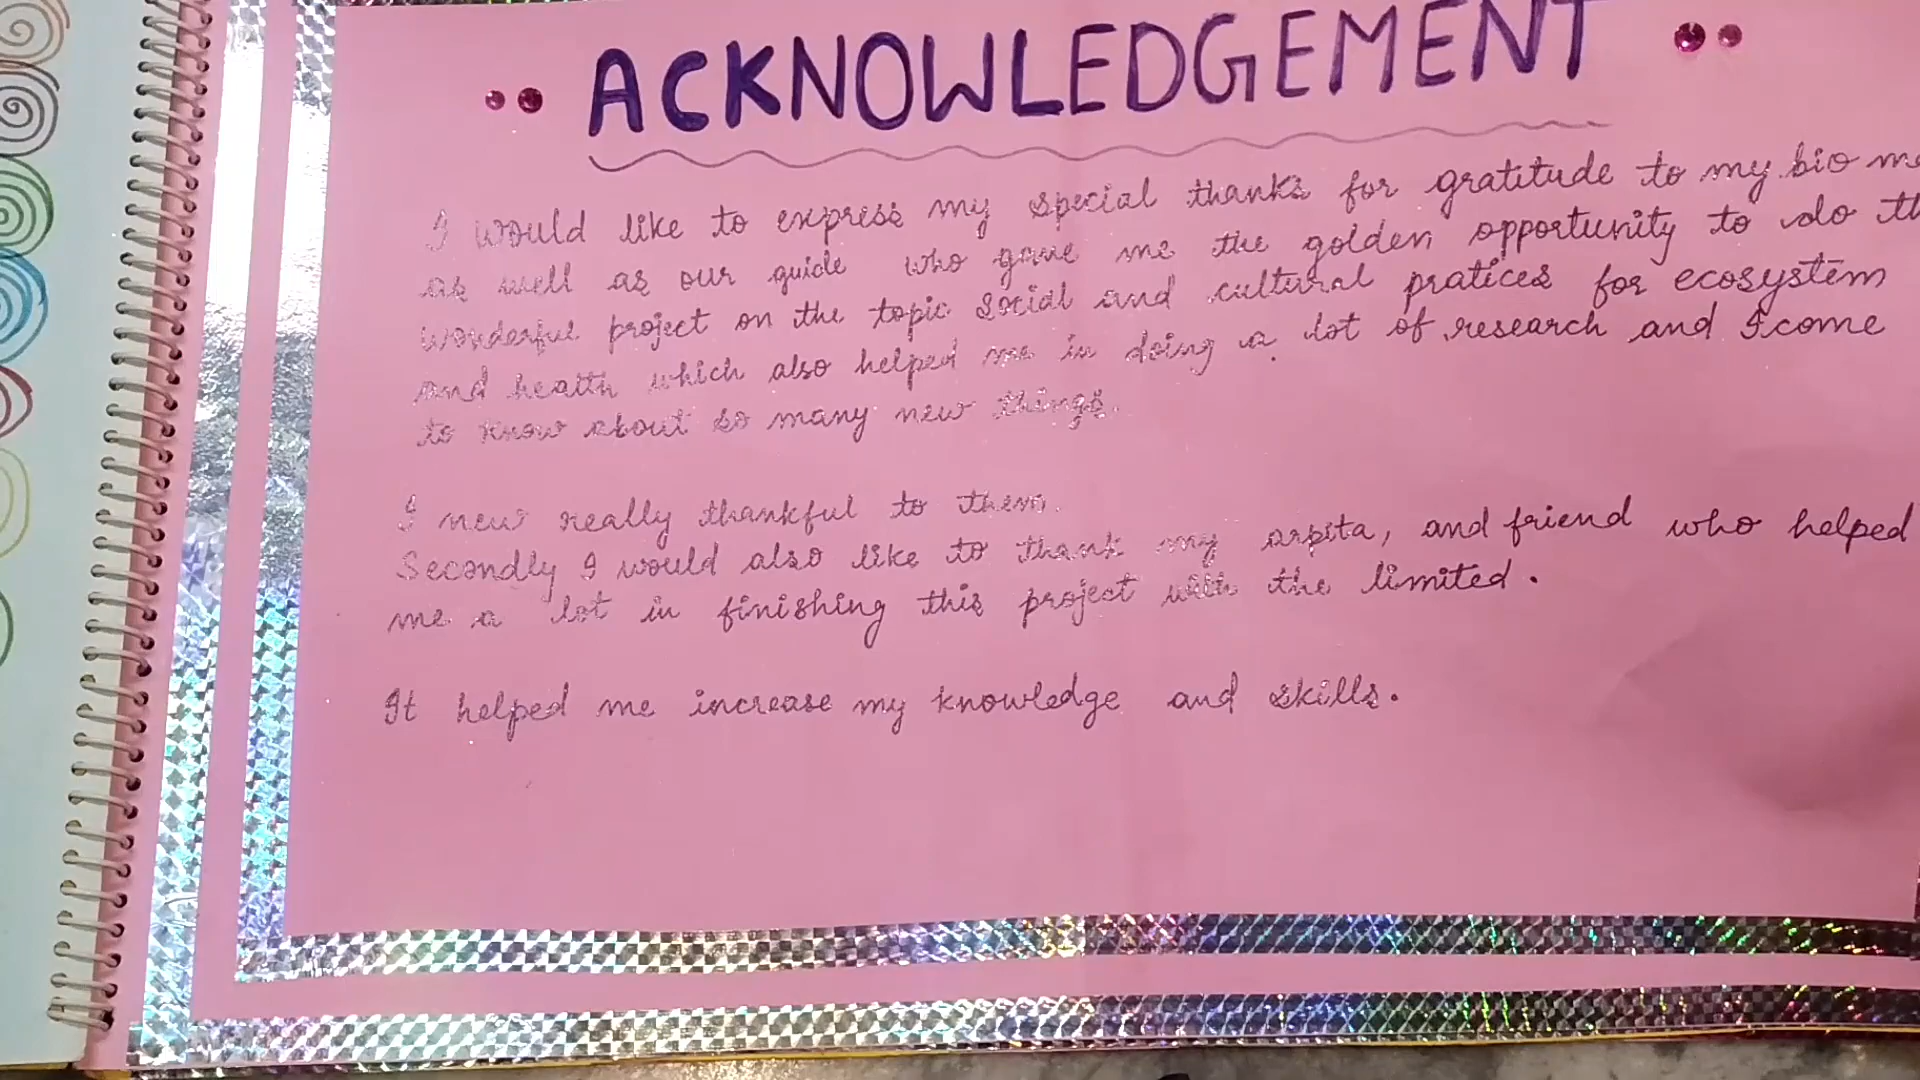 ACKNOWLEDGEMENT
I would like to express my special thanks for gratitude to my bio
as well as our guide who gave me the golden opportunity to do
wonderful project on the topic social and cultural pratices for ecosystem
and health which also helped me in doing a lot of research and I come
to know about so many new things.
I new really thankful to them.
Secondly I would also like to thank my arpita, and friend who helped
me a lot in finishing this project with the limited.
It helped me increase my knowledge and skills.